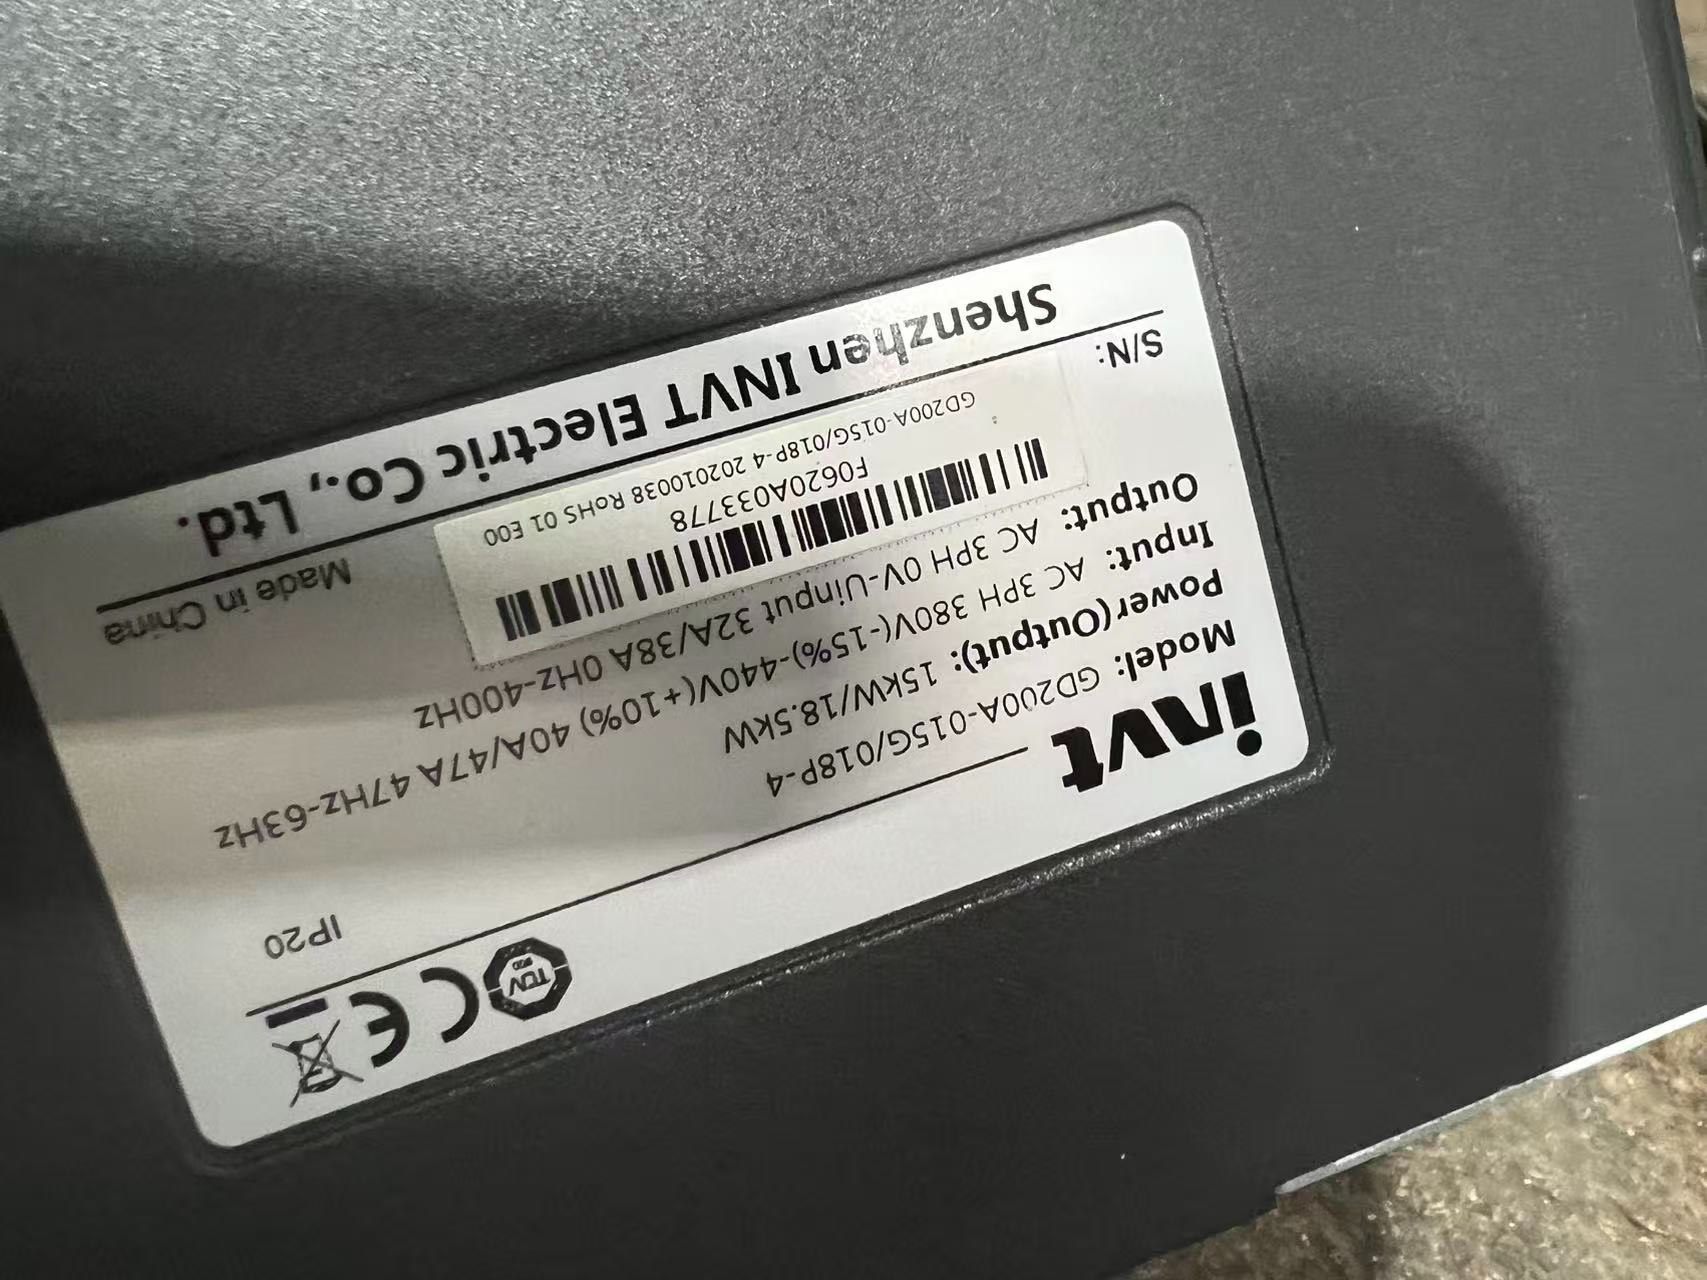 invt
TÜV
CE
IP20
Model: GD200A-015G/018P-4
Power(Output): 15kW/18.5kW
Input: AC 3PH 380V(-15%)-440V(+10%) 40A/47A 47Hz-63Hz
Output: AC 3PH 0V-Uinput 32A/38A 0Hz-400Hz
F0620A033778
GD200A-015G/018P-4 202010038 RoHS 01 E00
S/N:
Made in China
Shenzhen INVT Electric Co., Ltd.